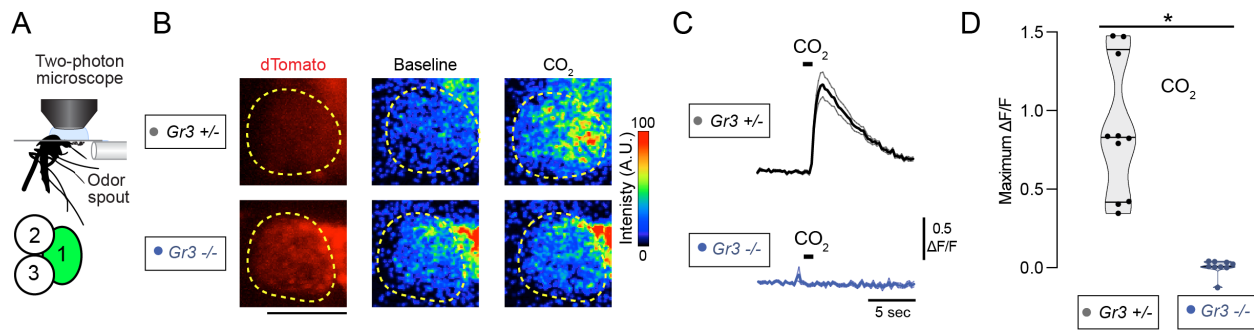 A
Two-photon
microscope
Odor
spout
2
1
3
B
dTomato
Baseline
CO2
Gr3 +/-
Gr3 -/-
100
Intenisty (A.U.)
0
C
CO2
Gr3 +/-
CO2
Gr3 -/-
0.5
ΔF/F
5 sec
D
*
1.5
CO2
1.0
Maximum ΔF/F
0.5
0.0
Gr3 +/-
Gr3 -/-